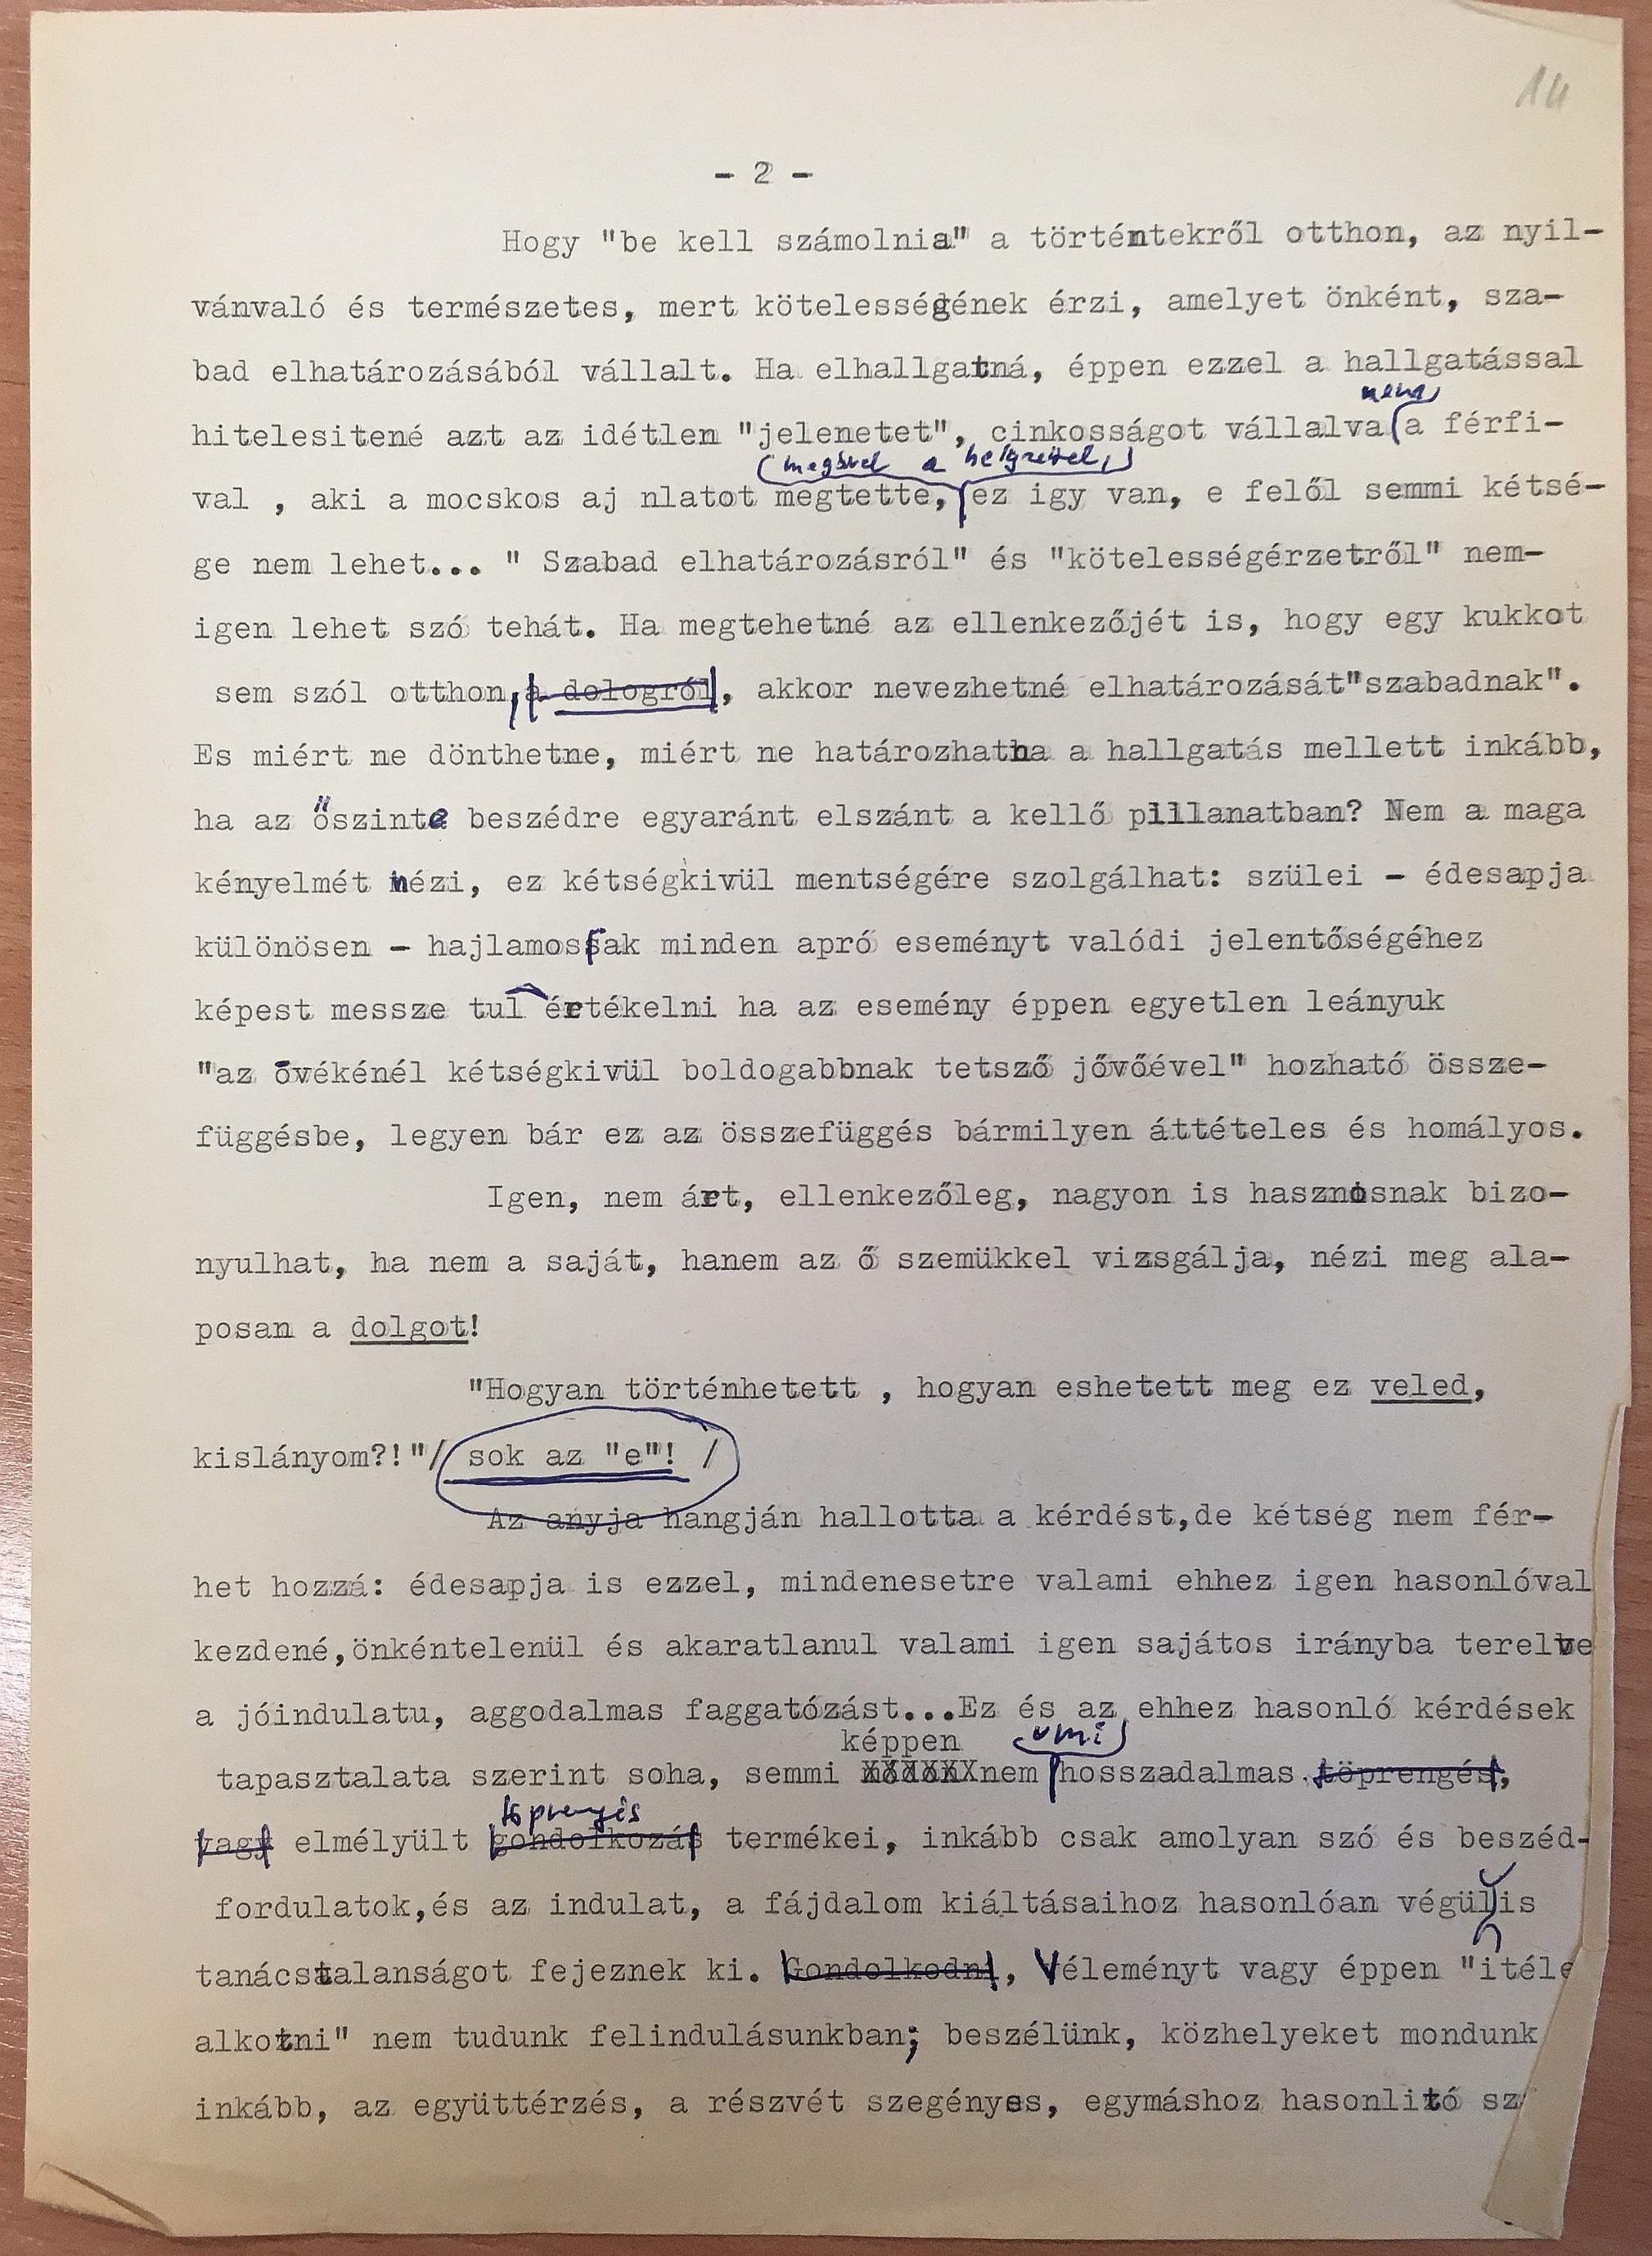 14
- 2 -
Hogy "be kell számolnia" a történtekről otthon, az nyil-
vánvaló és természetes, mert kötelességének érzi, amelyet önként, sza-
bad elhatározásából vállalt. Ha elhallgatná, éppen ezzel a hallgatással
hitelesitené azt az idétlen "jelenetet", cinkosságot vállalva a férfi-
a helyzettel,
val , aki a mocskos aj nlatot megtette, ez igy van, e felől semmi kétsé-
ge nem lehet... " Szabad elhatározásról" és "kötelességérzetről" nem-
igen lehet szó tehát. Ha megtehetné az ellenkezőjét is, hogy egy kukkot
sem szól otthon, a dologról, akkor nevezhetné elhatározását"szabadnak".
Es miért ne dönthetne, miért ne határozhatna a hallgatás mellett inkább,
ha az őszinte beszédre egyaránt elszánt a kellő pillanatban? Nem a maga
kényelmét nézi, ez kétségkivül mentségére szolgálhat: szülei - édesapja
különösen - hajlamossak minden apró eseményt valódi jelentőségéhez
képest messze tul értékelni ha az esemény éppen egyetlen leányuk
"az övékénél kétségkivül boldogabbnak tetsző jővőével" hozható össze-
függésbe, legyen bár ez az összefüggés bármilyen áttételes és homályos.
Igen, nem árt, ellenkezőleg, nagyon is hasznosnak bizo-
nyulhat, ha nem a saját, hanem az ő szemükkel vizsgálja, nézi meg ala-
posan a dolgot!
"Hogyan történhetett , hogyan eshetett meg ez veled,
kislányom?!"/ sok az "e"! /
Az anyja hangján hallotta a kérdést,de kétség nem fér-
het hozzá: édesapja is ezzel, mindenesetre valami ehhez igen hasonlóval
kezdené,önkéntelenül és akaratlanul valami igen sajátos irányba terelve
a jóindulatu, aggodalmas faggatózást...Ez és az ehhez hasonló kérdések
képpen vmi
tapasztalata szerint soha, semmi módon nem hosszadalmas töprengés,
töprengés
vagy elmélyült gondolkozás termékei, inkább csak amolyan szó és beszéd-
fordulatok,és az indulat, a fájdalom kiáltásaihoz hasonlóan végülis
tanácstalanságot fejeznek ki. Gondolkodni, Véleményt vagy éppen "itéle
alkotni" nem tudunk felindulásunkban; beszélünk, közhelyeket mondunk
inkább, az együttérzés, a részvét szegényes, egymáshoz hasonlitó sz